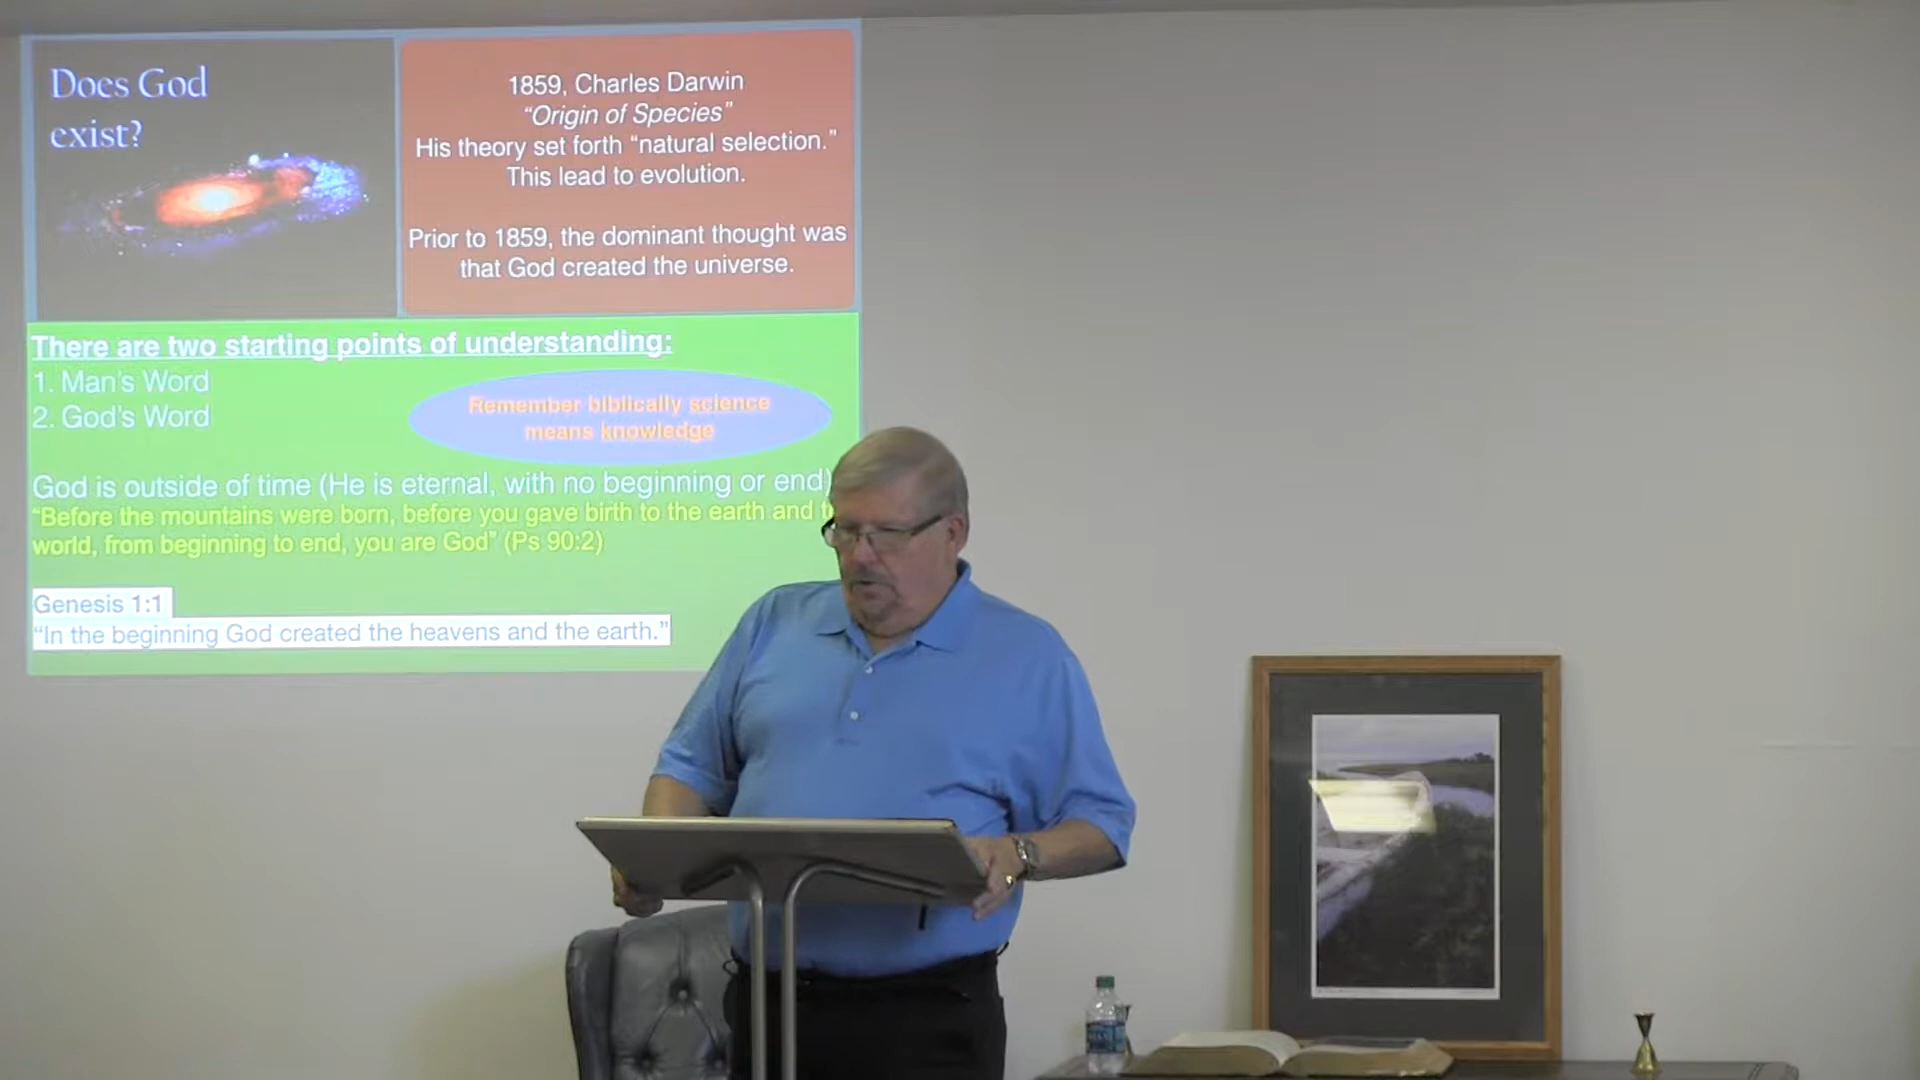 Does God
exist?
1859, Charles Darwin
“Origin of Species”
His theory set forth “natural selection.”
This lead to evolution.
Prior to 1859, the dominant thought was
that God created the universe.
There are two starting points of understanding:
1. Man’s Word
2. God’s Word
Remember biblically science
means knowledge
God is outside of time (He is eternal, with no beginning or end)
“Before the mountains were born, before you gave birth to the earth and
world, from beginning to end, you are God” (Ps 90:2)
Genesis 1:1
“In the beginning God created the heavens and the earth.”